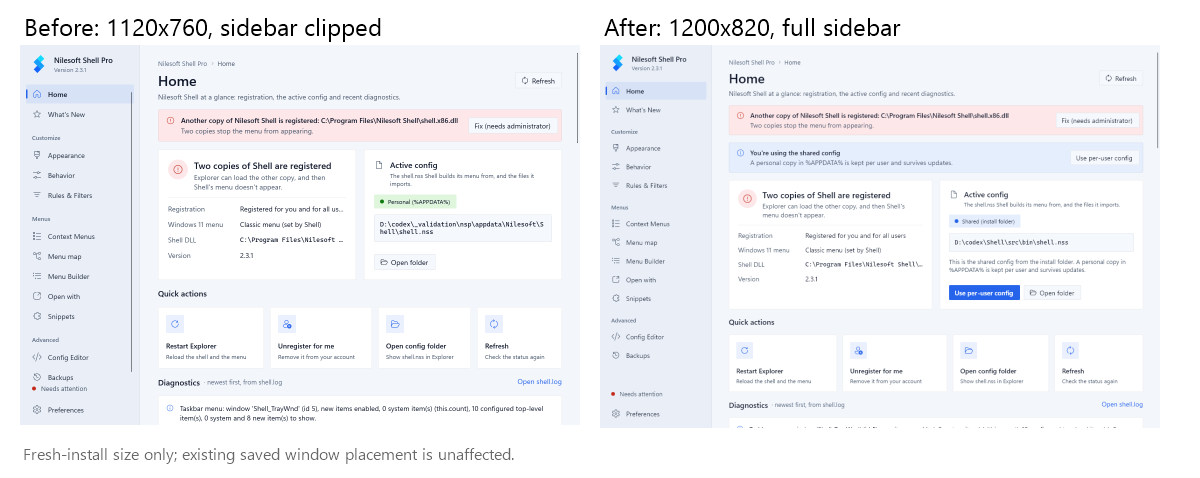 Before: 1120x760, sidebar clipped
Nilesoft Shell Pro
Version 2.3.1
Home
What's New
Customize
Appearance
Behavior
Rules & Filters
Menus
Context Menus
Menu map
Menu Builder
Open with
Snippets
Advanced
Config Editor
Backups
Needs attention
Preferences
Nilesoft Shell Pro > Home
Home
Refresh
Nilesoft Shell at a glance: registration, the active config and recent diagnostics.
Another copy of Nilesoft Shell is registered: C:\Program Files\Nilesoft Shell\shell.x86.dll
Two copies stop the menu from appearing.
Fix (needs administrator)
Two copies of Shell are registered
Explorer can load the other copy, and then
Shell's menu doesn't appear.
Registration Registered for you and for all us...
Windows 11 menu Classic menu (set by Shell)
Shell DLL C:\Program Files\Nilesoft ...
Version 2.3.1
Active config
The shell.nss Shell builds its menu from, and the files it
imports.
Personal (%APPDATA%)
D:\codex\_validation\nsp\appdata\Nilesoft\S
hell\shell.nss
Open folder
Quick actions
Restart Explorer
Reload the shell and the menu
Unregister for me
Remove it from your account
Open config folder
Show shell.nss in Explorer
Refresh
Check the status again
Diagnostics · newest first, from shell.log
Open shell.log
Taskbar menu: window 'Shell_TrayWnd' (id 5), new items enabled, 0 system item(s) (this.count), 10 configured top-level
item(s), 0 system and 8 new item(s) to show.
After: 1200x820, full sidebar
Nilesoft Shell Pro
Version 2.3.1
Home
What's New
Customize
Appearance
Behavior
Rules & Filters
Menus
Context Menus
Menu map
Menu Builder
Open with
Snippets
Advanced
Config Editor
Backups
Needs attention
Preferences
Nilesoft Shell Pro > Home
Home
Refresh
Nilesoft Shell at a glance: registration, the active config and recent diagnostics.
Another copy of Nilesoft Shell is registered: C:\Program Files\Nilesoft Shell\shell.x86.dll
Two copies stop the menu from appearing.
Fix (needs administrator)
You're using the shared config
A personal copy in %APPDATA% is kept per user and survives updates.
Use per-user config
Two copies of Shell are registered
Explorer can load the other copy, and then Shell's
menu doesn't appear.
Registration Registered for you and for all users
Windows 11 menu Classic menu (set by Shell)
Shell DLL C:\Program Files\Nilesoft Shell\...
Version 2.3.1
Active config
The shell.nss Shell builds its menu from, and the files it imports.
Shared (install folder)
D:\codex\Shell\src\bin\shell.nss
This is the shared config from the install folder. A personal copy in
%APPDATA% is kept per user and survives updates.
Use per-user config
Open folder
Quick actions
Restart Explorer
Reload the shell and the menu
Unregister for me
Remove it from your account
Open config folder
Show shell.nss in Explorer
Refresh
Check the status again
Diagnostics · newest first, from shell.log
Open shell.log
Fresh-install size only; existing saved window placement is unaffected.